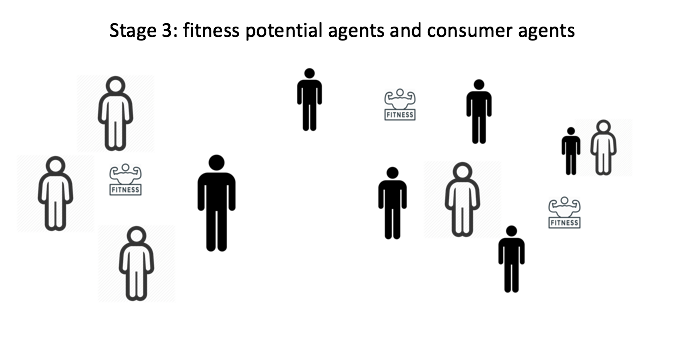 Stage 3: fitness potential agents and consumer agents
FITNESS
FITNESS
FITNESS